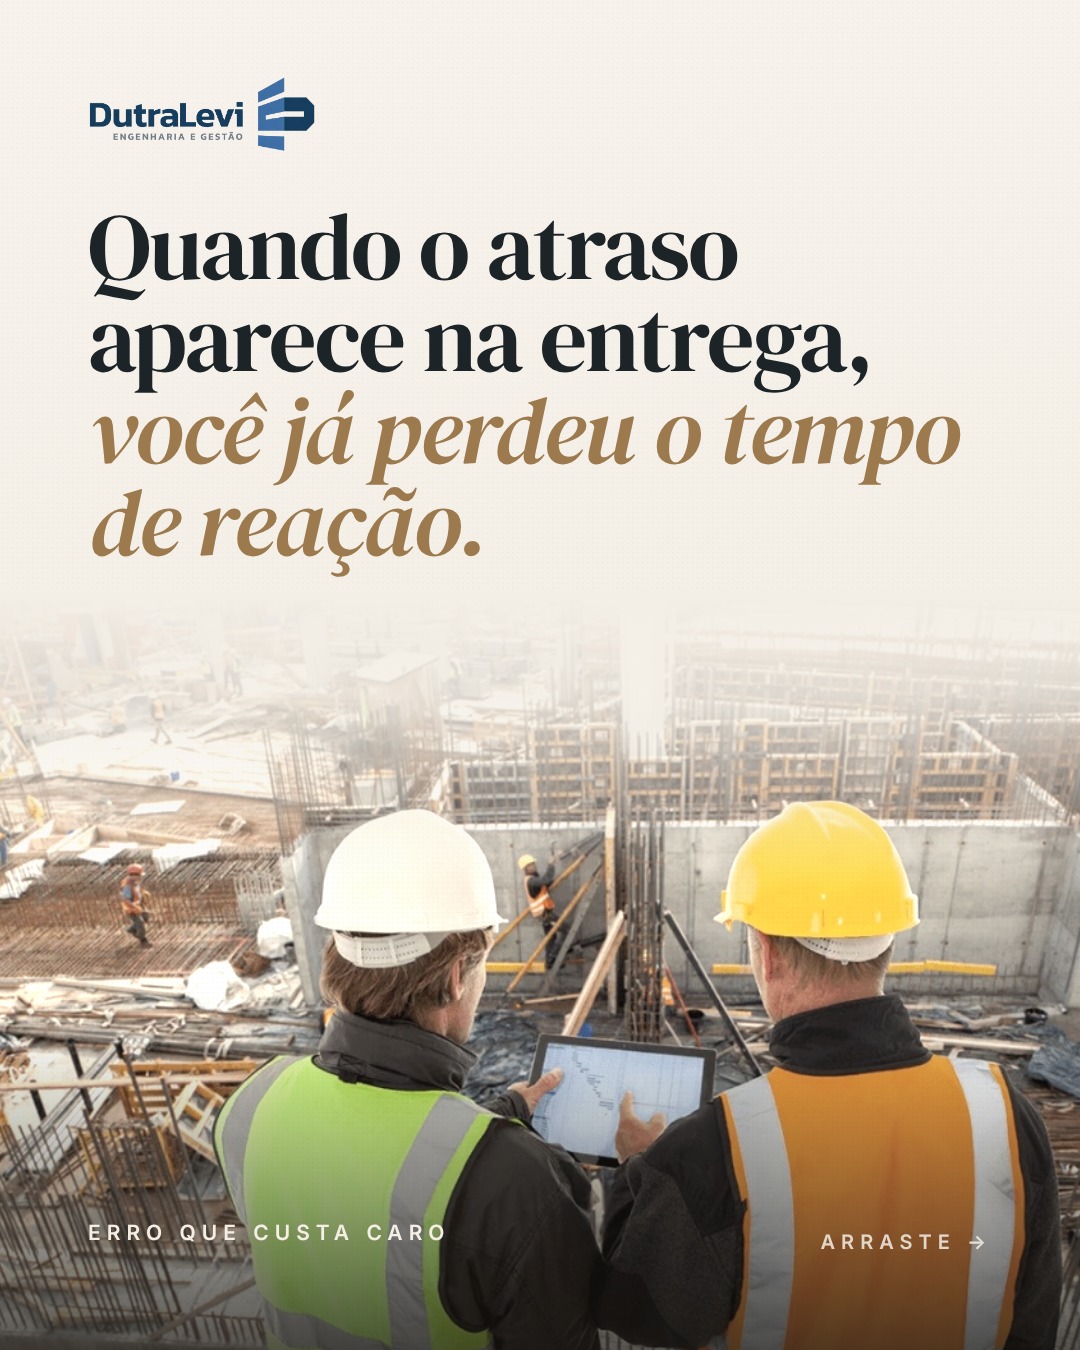 DutraLevi
ENGENHARIA E GESTÃO
Quando o atraso
aparece na entrega,
você já perdeu o tempo
de reação.
ERRO QUE CUSTA CARO
ARRASTE →